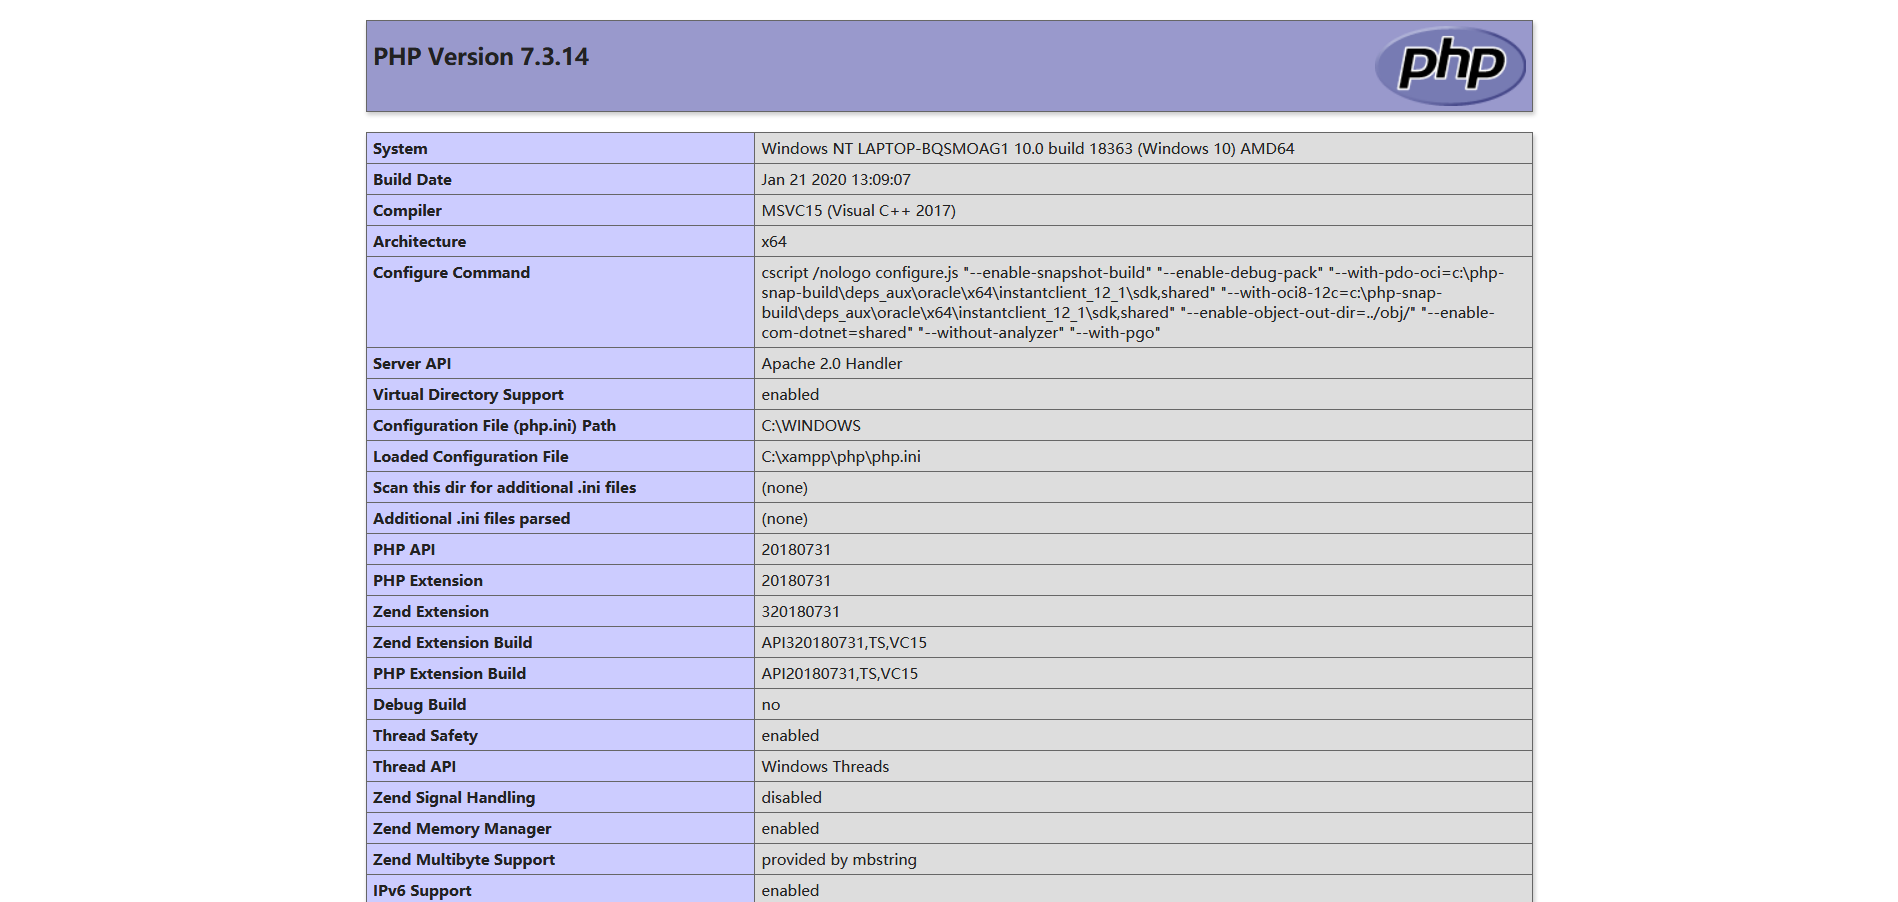 PHP Version 7.3.14
php
System Windows NT LAPTOP-BQSMOAG1 10.0 build 18363 (Windows 10) AMD64
Build Date Jan 21 2020 13:09:07
Compiler MSVC15 (Visual C++ 2017)
Architecture x64
Configure Command cscript /nologo configure.js "--enable-snapshot-build" "--enable-debug-pack" "--with-pdo-oci=c:\php-
snap-build\deps_aux\oracle\x64\instantclient_12_1\sdk,shared" "--with-oci8-12c=c:\php-snap-
build\deps_aux\oracle\x64\instantclient_12_1\sdk,shared" "--enable-object-out-dir=../obj/" "--enable-
com-dotnet=shared" "--without-analyzer" "--with-pgo"
Server API Apache 2.0 Handler
Virtual Directory Support enabled
Configuration File (php.ini) Path C:\WINDOWS
Loaded Configuration File C:\xampp\php\php.ini
Scan this dir for additional .ini files (none)
Additional .ini files parsed (none)
PHP API 20180731
PHP Extension 20180731
Zend Extension 320180731
Zend Extension Build API320180731,TS,VC15
PHP Extension Build API20180731,TS,VC15
Debug Build no
Thread Safety enabled
Thread API Windows Threads
Zend Signal Handling disabled
Zend Memory Manager enabled
Zend Multibyte Support provided by mbstring
IPv6 Support enabled